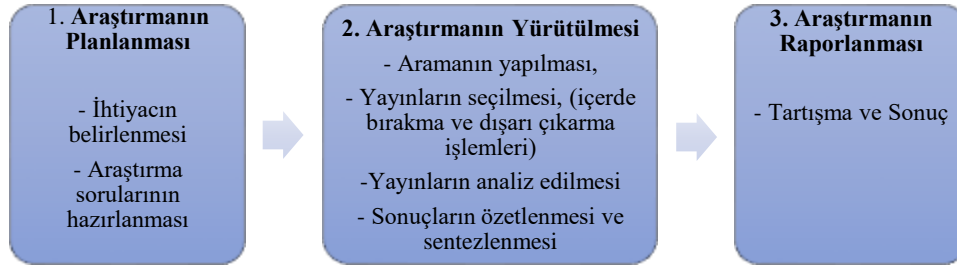 1. Araştırmanın
Planlanması
- İhtiyacın
belirlenmesi
- Araştırma
sorularının
hazırlanması
2. Araştırmanın Yürütülmesi
- Aramanın yapılması,
- Yayınların seçilmesi, (içerde
bırakma ve dışarı çıkarma
işlemleri)
-Yayınların analiz edilmesi
- Sonuçların özetlenmesi ve
sentezlenmesi
3. Araştırmanın
Raporlanması
- Tartışma ve Sonuç